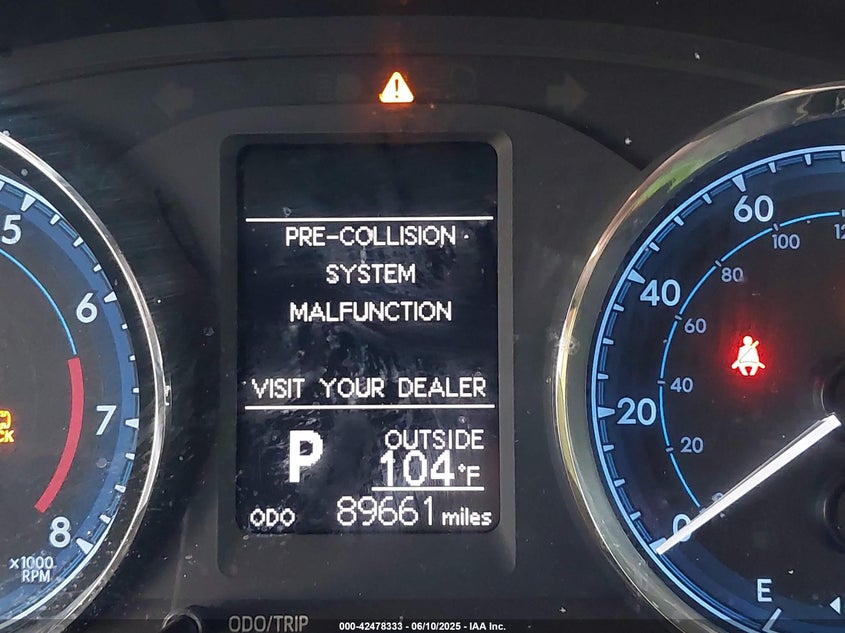 PRE-COLLISION
SYSTEM
MALFUNCTION
VISIT YOUR DEALER
P
OUTSIDE
104°F
ODO 89661 miles
5
6
7
8
x1000
RPM
CK
60
40
20
0
100
80
60
40
20
E
ODO/TRIP
000-42478333 - 06/10/2025 - IAA Inc.